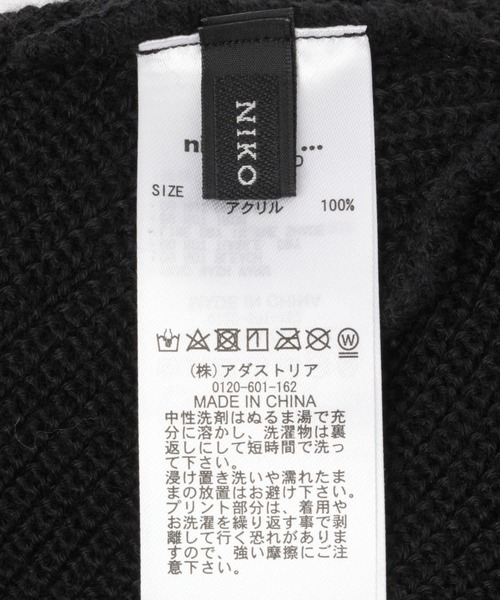 NIKO
ni ...
SIZE
アクリル 100%
W
(株)アダストリア
0120-601-162
MADE IN CHINA
中性洗剤はぬるま湯で充
分に溶かし、洗濯物は裏
返しにして短時間で洗っ
て下さい。
浸け置き洗いや濡れたま
まの放置はお避け下さい。
プリント部分は、着用や
お洗濯を繰り返す事で剥
離して行く恐れがありま
すので、強い摩擦にご注
意下さい。